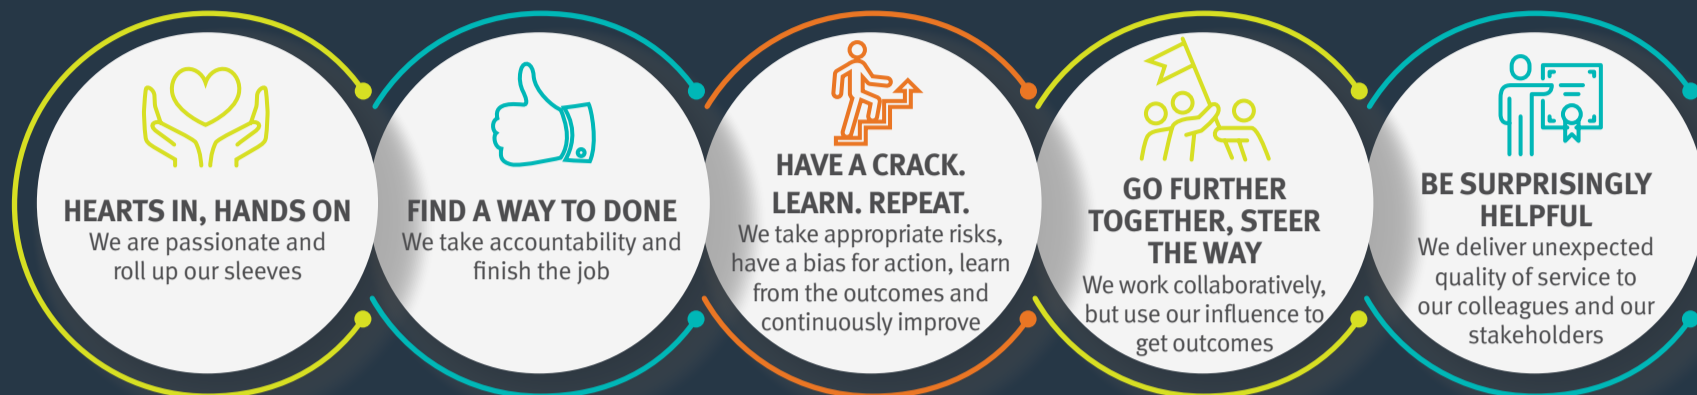 HEARTS IN, HANDS ON
We are passionate and
roll up our sleeves
FIND A WAY TO DONE
We take accountability and
finish the job
HAVE A CRACK.
LEARN. REPEAT.
We take appropriate risks,
have a bias for action, learn
from the outcomes and
continuously improve
GO FURTHER
TOGETHER, STEER
THE WAY
We work collaboratively,
but use our influence to
get outcomes
BE SURPRISINGLY
HELPFUL
We deliver unexpected
quality of service to
our colleagues and our
stakeholders